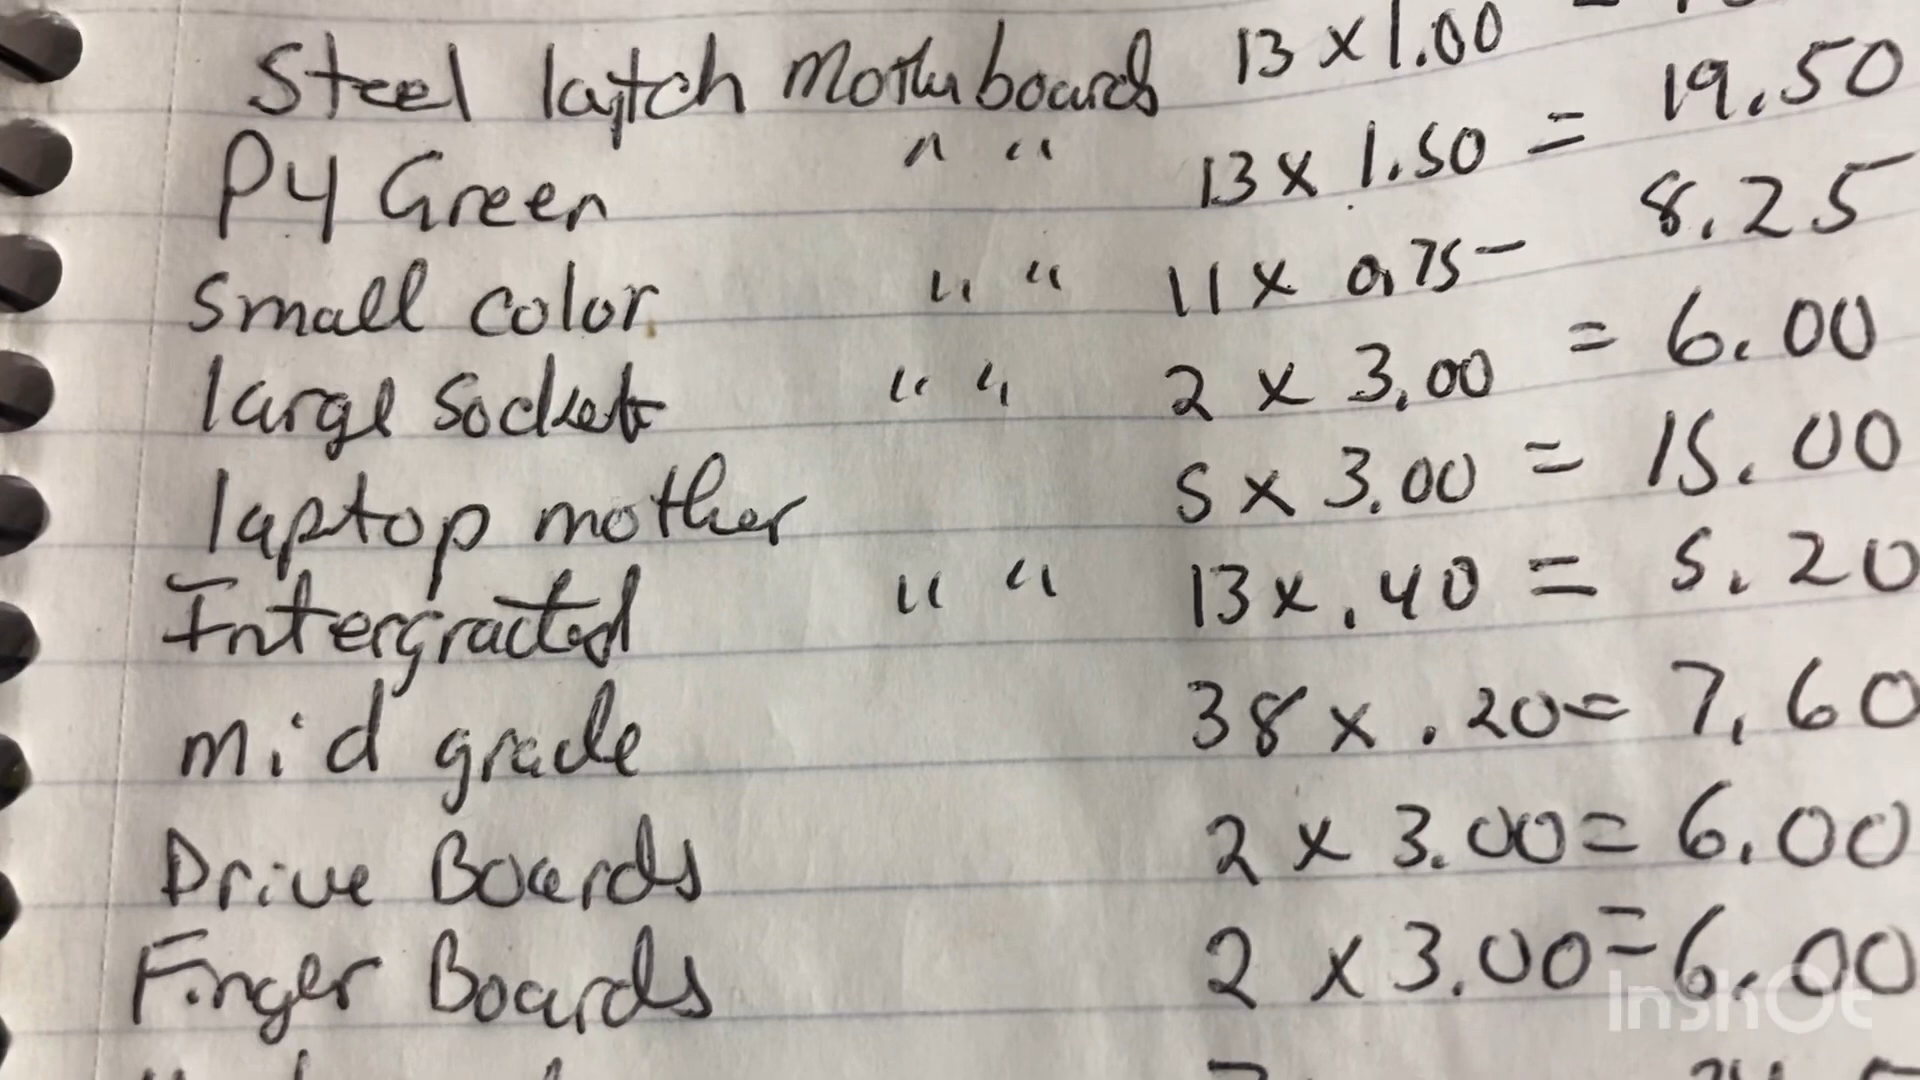 Steel latch Motherboards 13 x 1.00
P4 Green " " 13 x 1.50 = 19.50
Small color " " 11 x 0.75 - 8.25
large socket " " 2 x 3.00 = 6.00
laptop mother 5 x 3.00 = 15.00
Intergracted " " 13 x .40 = 5.20
mid grade 38 x .20 = 7.60
Drive Boards 2 x 3.00 = 6.00
Finger Boards 2 x 3.00 = 6.00
InShot